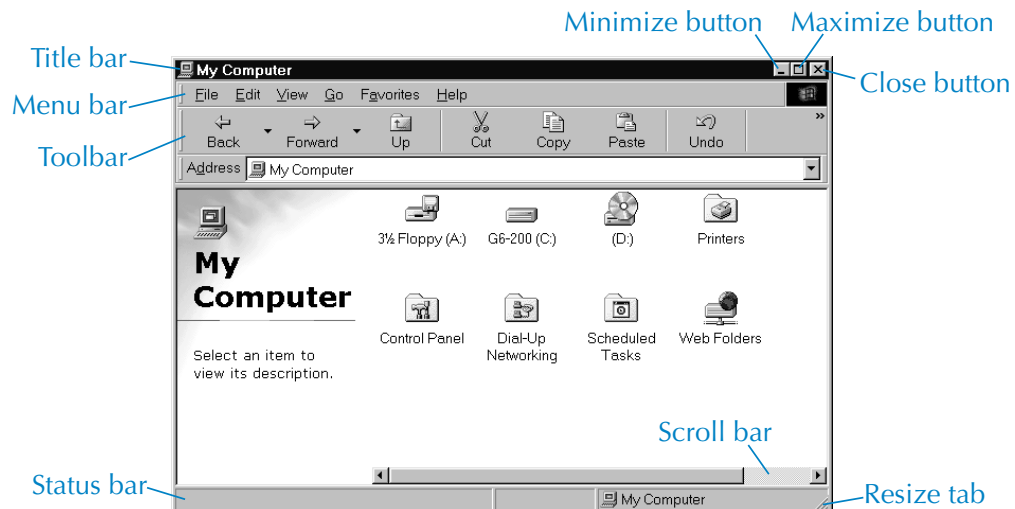 Minimize button Maximize button
Title bar
My Computer
Close button
Menu bar
File Edit View Go Favorites Help
Back Forward Up Cut Copy Paste Undo »
Toolbar
Address My Computer
3½ Floppy (A:) G6-200 (C:) (D:) Printers
My
Computer
Control Panel Dial-Up Networking Scheduled Tasks Web Folders
Select an item to
view its description.
Scroll bar
Status bar
My Computer
Resize tab